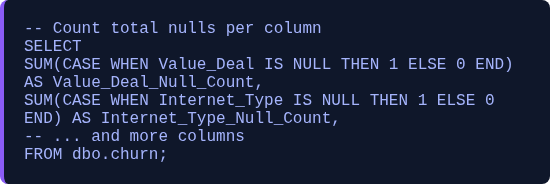 -- Count total nulls per column
SELECT
SUM(CASE WHEN Value_Deal IS NULL THEN 1 ELSE 0 END)
AS Value_Deal_Null_Count,
SUM(CASE WHEN Internet_Type IS NULL THEN 1 ELSE 0
END) AS Internet_Type_Null_Count,
-- ... and more columns
FROM dbo.churn;